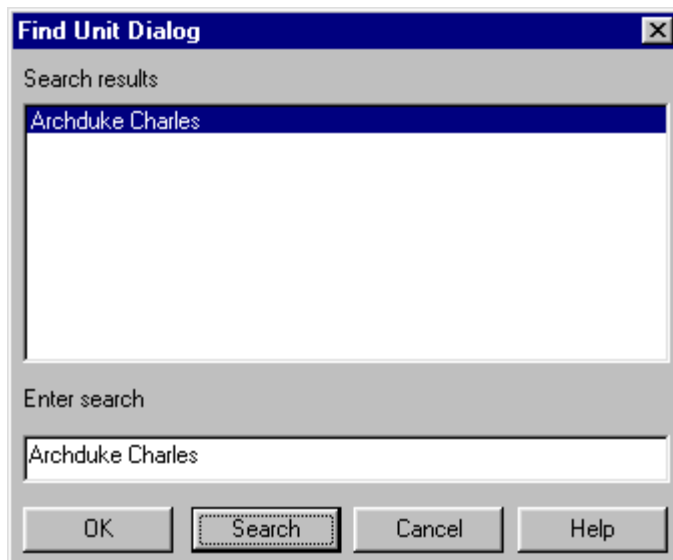 Find Unit Dialog
Search results
Archduke Charles
Enter search
Archduke Charles
OK Search Cancel Help